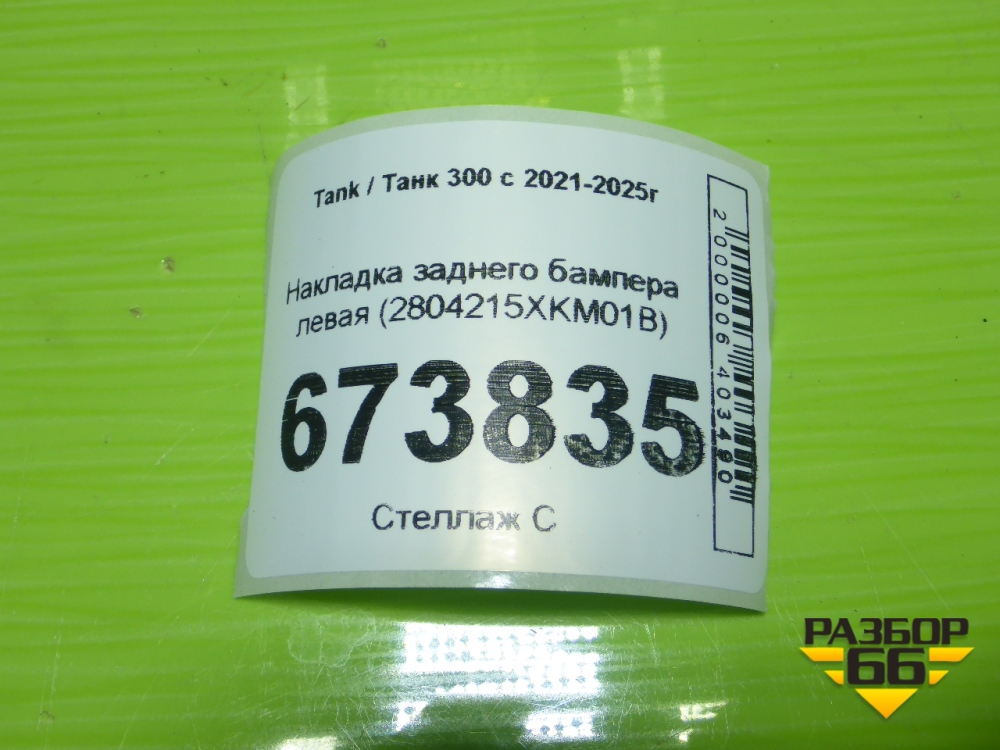 Tank / Танк 300 с 2021-2025г
Накладка заднего бампера
левая (2804215XKM01B)
673835
Стеллаж С
2000006403490
РАЗБОР
66